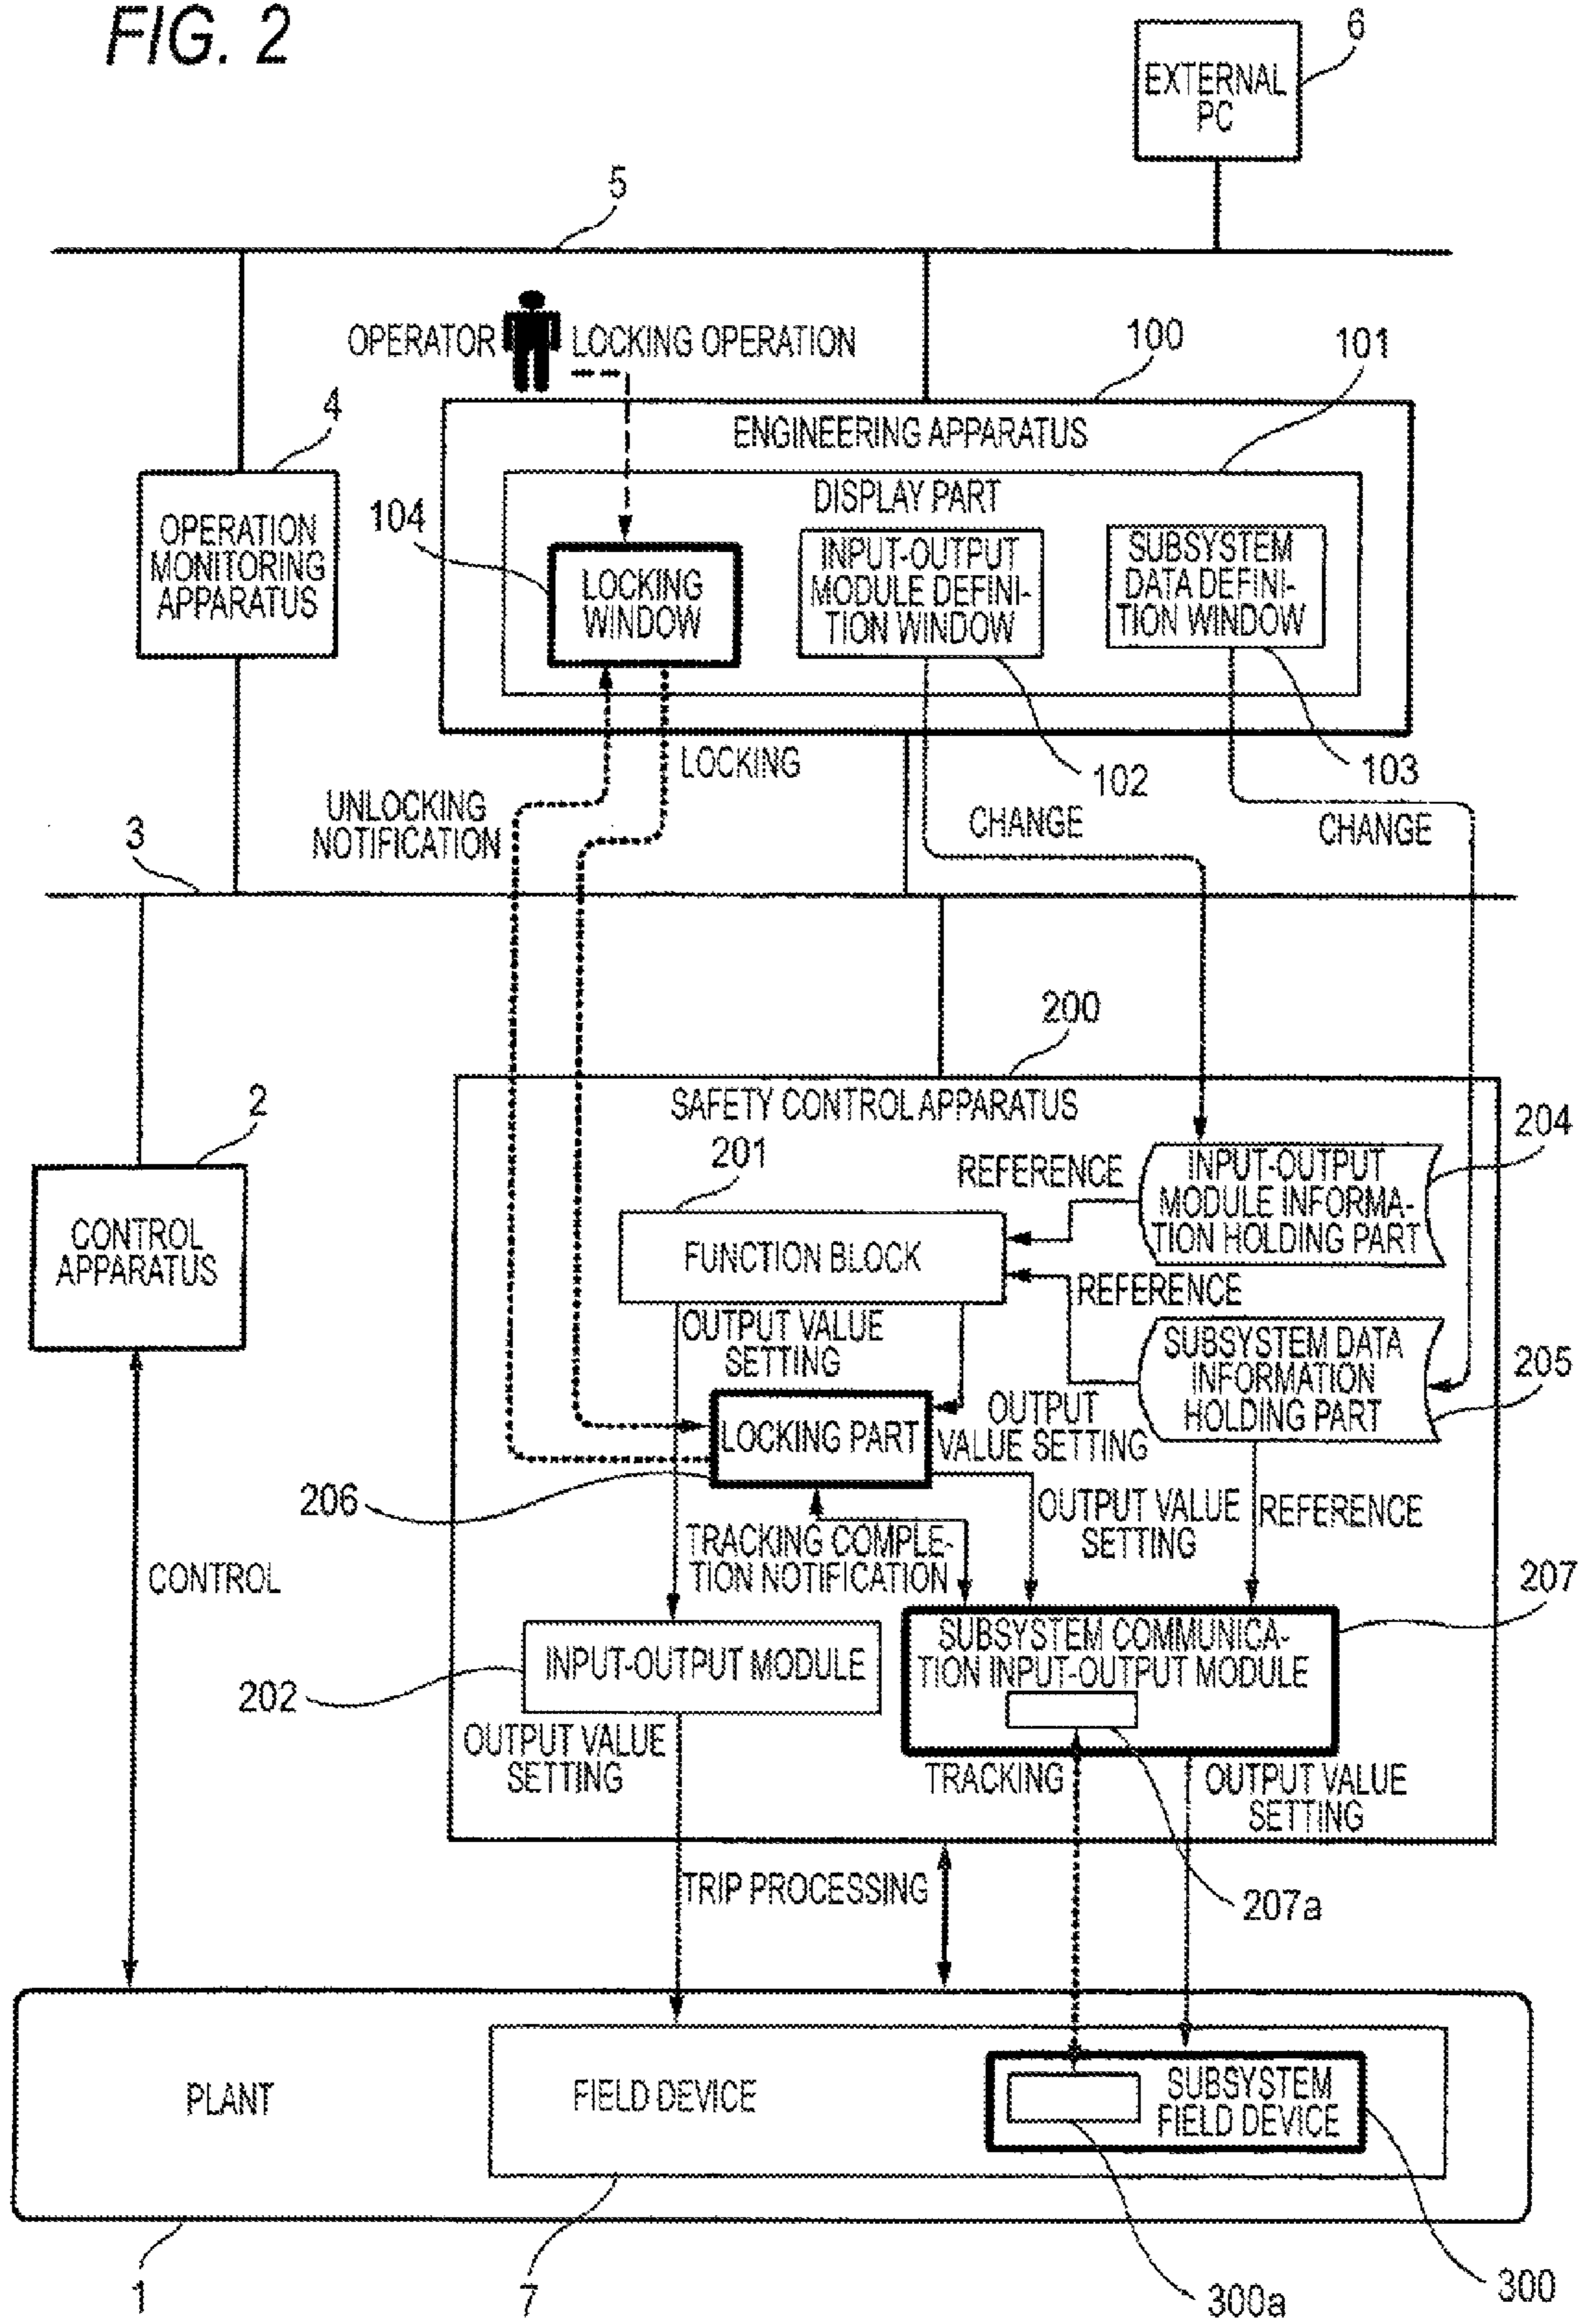 FIG. 2
6
EXTERNAL
PC
5
OPERATOR
LOCKING OPERATION
100
101
4
ENGINEERING APPARATUS
DISPLAY PART
104
OPERATION
MONITORING
APPARATUS
LOCKING
WINDOW
INPUT-OUTPUT
MODULE DEFINI-
TION WINDOW
SUBSYSTEM
DATA DEFINI-
TION WINDOW
LOCKING
102
103
UNLOCKING
NOTIFICATION
CHANGE
CHANGE
3
200
2
SAFETY CONTROL APPARATUS
204
201
REFERENCE
INPUT-OUTPUT
MODULE INFORMA-
TION HOLDING PART
CONTROL
APPARATUS
FUNCTION BLOCK
REFERENCE
OUTPUT VALUE
SETTING
SUBSYSTEM DATA
INFORMATION
HOLDING PART
205
LOCKING PART
OUTPUT
VALUE SETTING
206
OUTPUT VALUE
SETTING
REFERENCE
TRACKING COMPLE-
TION NOTIFICATION
CONTROL
207
INPUT-OUTPUT MODULE
SUBSYSTEM COMMUNICA-
TION INPUT-OUTPUT MODULE
202
OUTPUT VALUE
SETTING
TRACKING
OUTPUT VALUE
SETTING
TRIP PROCESSING
207a
PLANT
FIELD DEVICE
SUBSYSTEM
FIELD DEVICE
1
7
300a
300